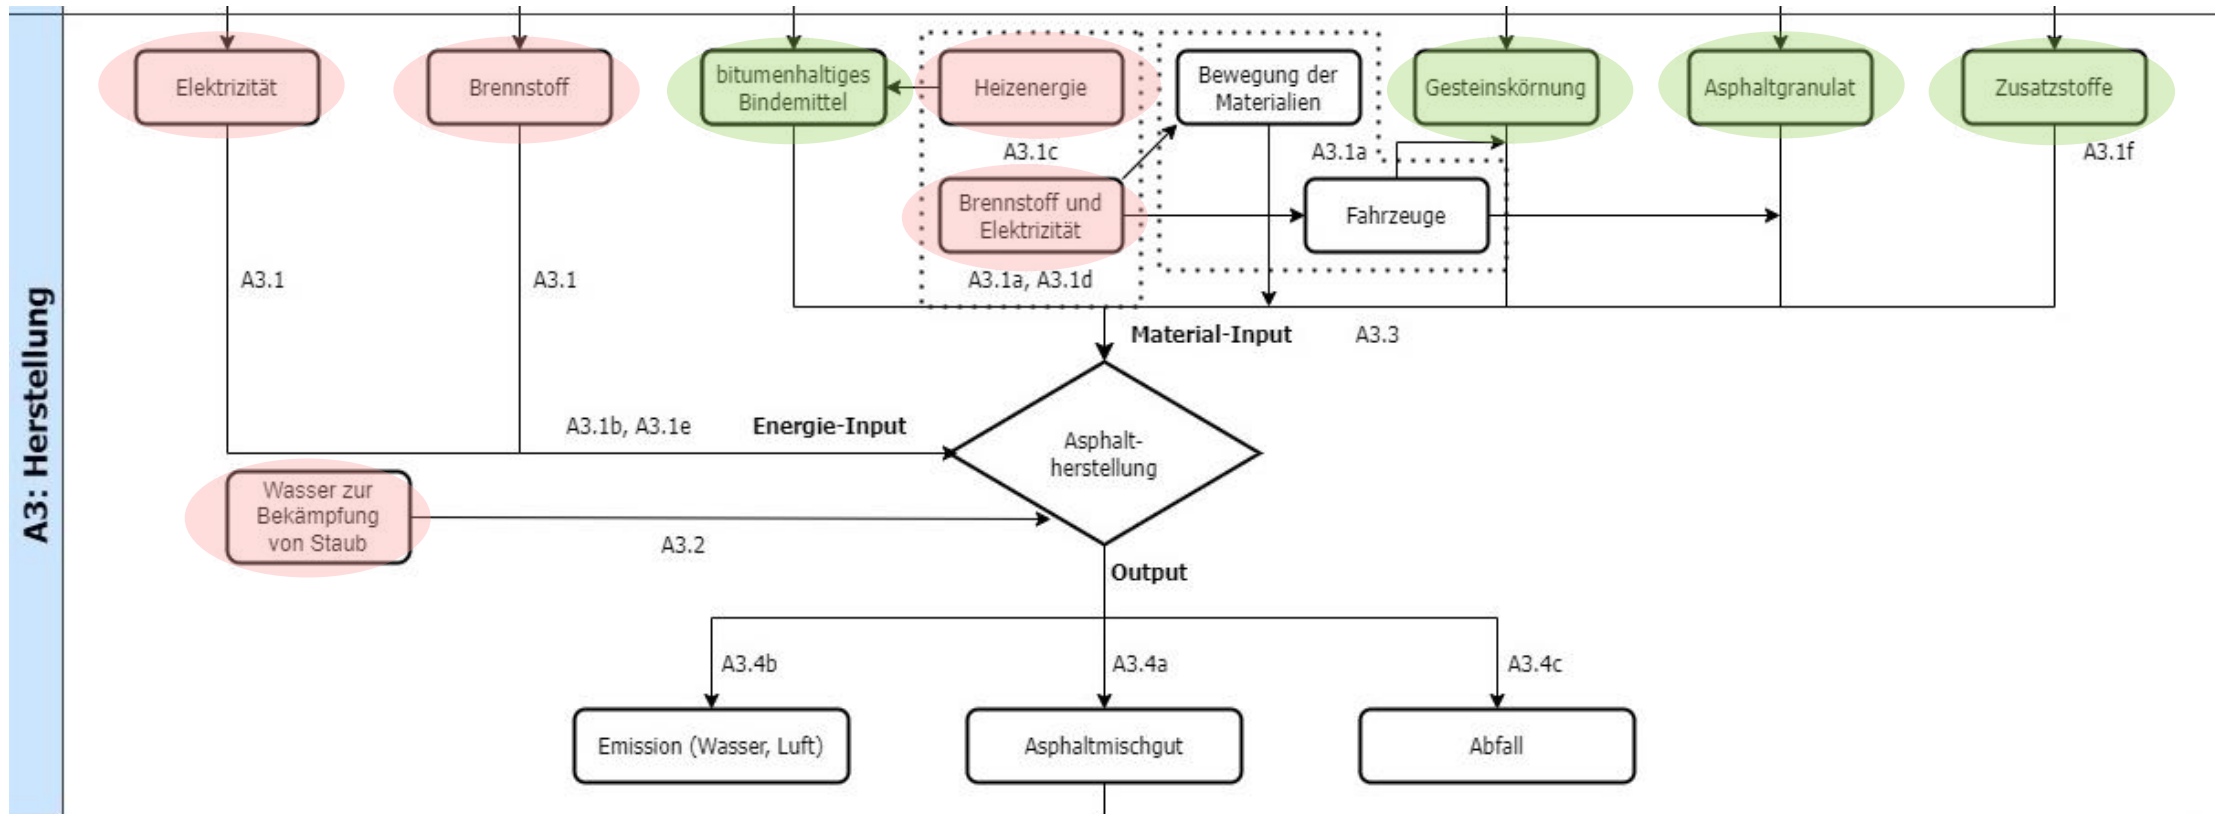 A3: Herstellung
Elektrizität
Brennstoff
bitumenhaltiges
Bindemittel
Heizenergie
Bewegung der
Materialien
Gesteinskörnung
Asphaltgranulat
Zusatzstoffe
A3.1c
A3.1a
A3.1f
Brennstoff und
Elektrizität
Fahrzeuge
A3.1
A3.1
A3.1a, A3.1d
Material-Input
A3.3
A3.1b, A3.1e
Energie-Input
Asphalt-
herstellung
Wasser zur
Bekämpfung
von Staub
A3.2
Output
A3.4b
A3.4a
A3.4c
Emission (Wasser, Luft)
Asphaltmischgut
Abfall